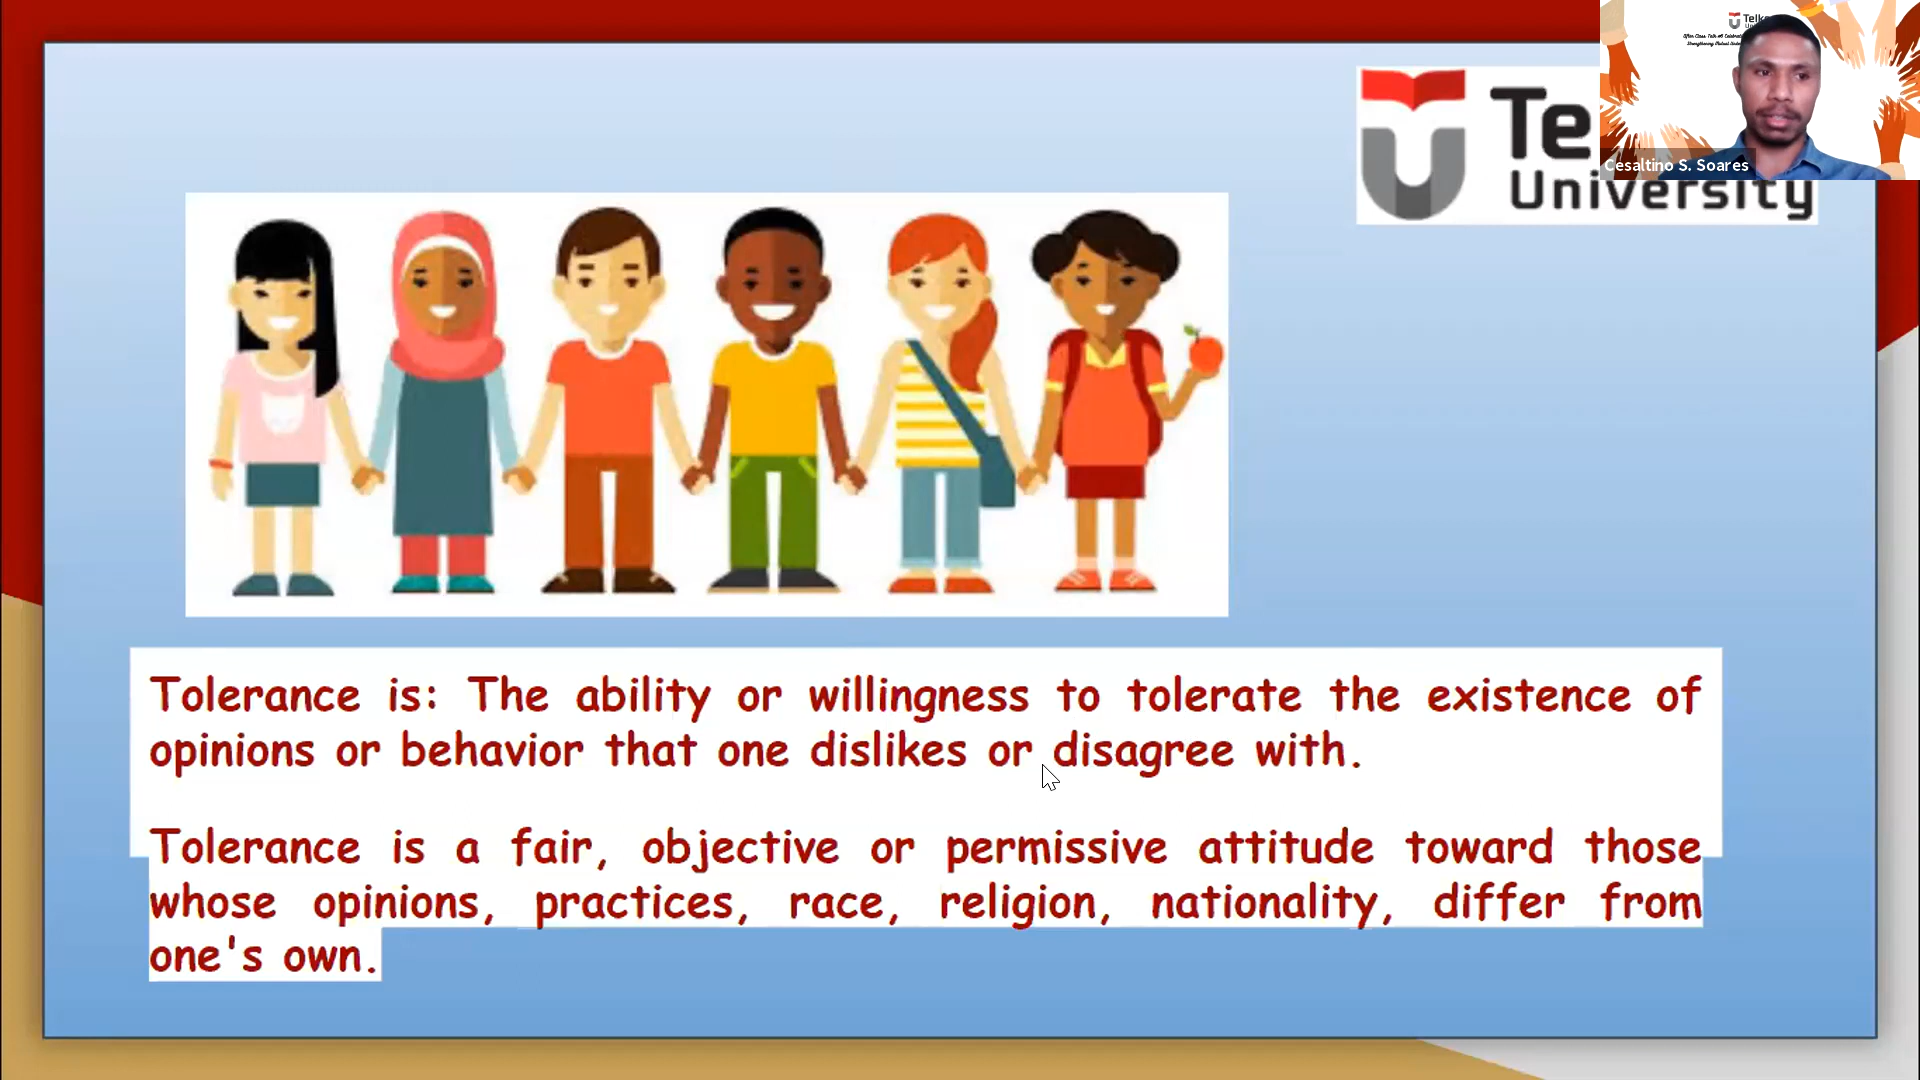 Te
University
Cesaltino S. Soares
Tolerance is: The ability or willingness to tolerate the existence of
opinions or behavior that one dislikes or disagree with.
Tolerance is a fair, objective or permissive attitude toward those
whose opinions, practices, race, religion, nationality, differ from
one's own.